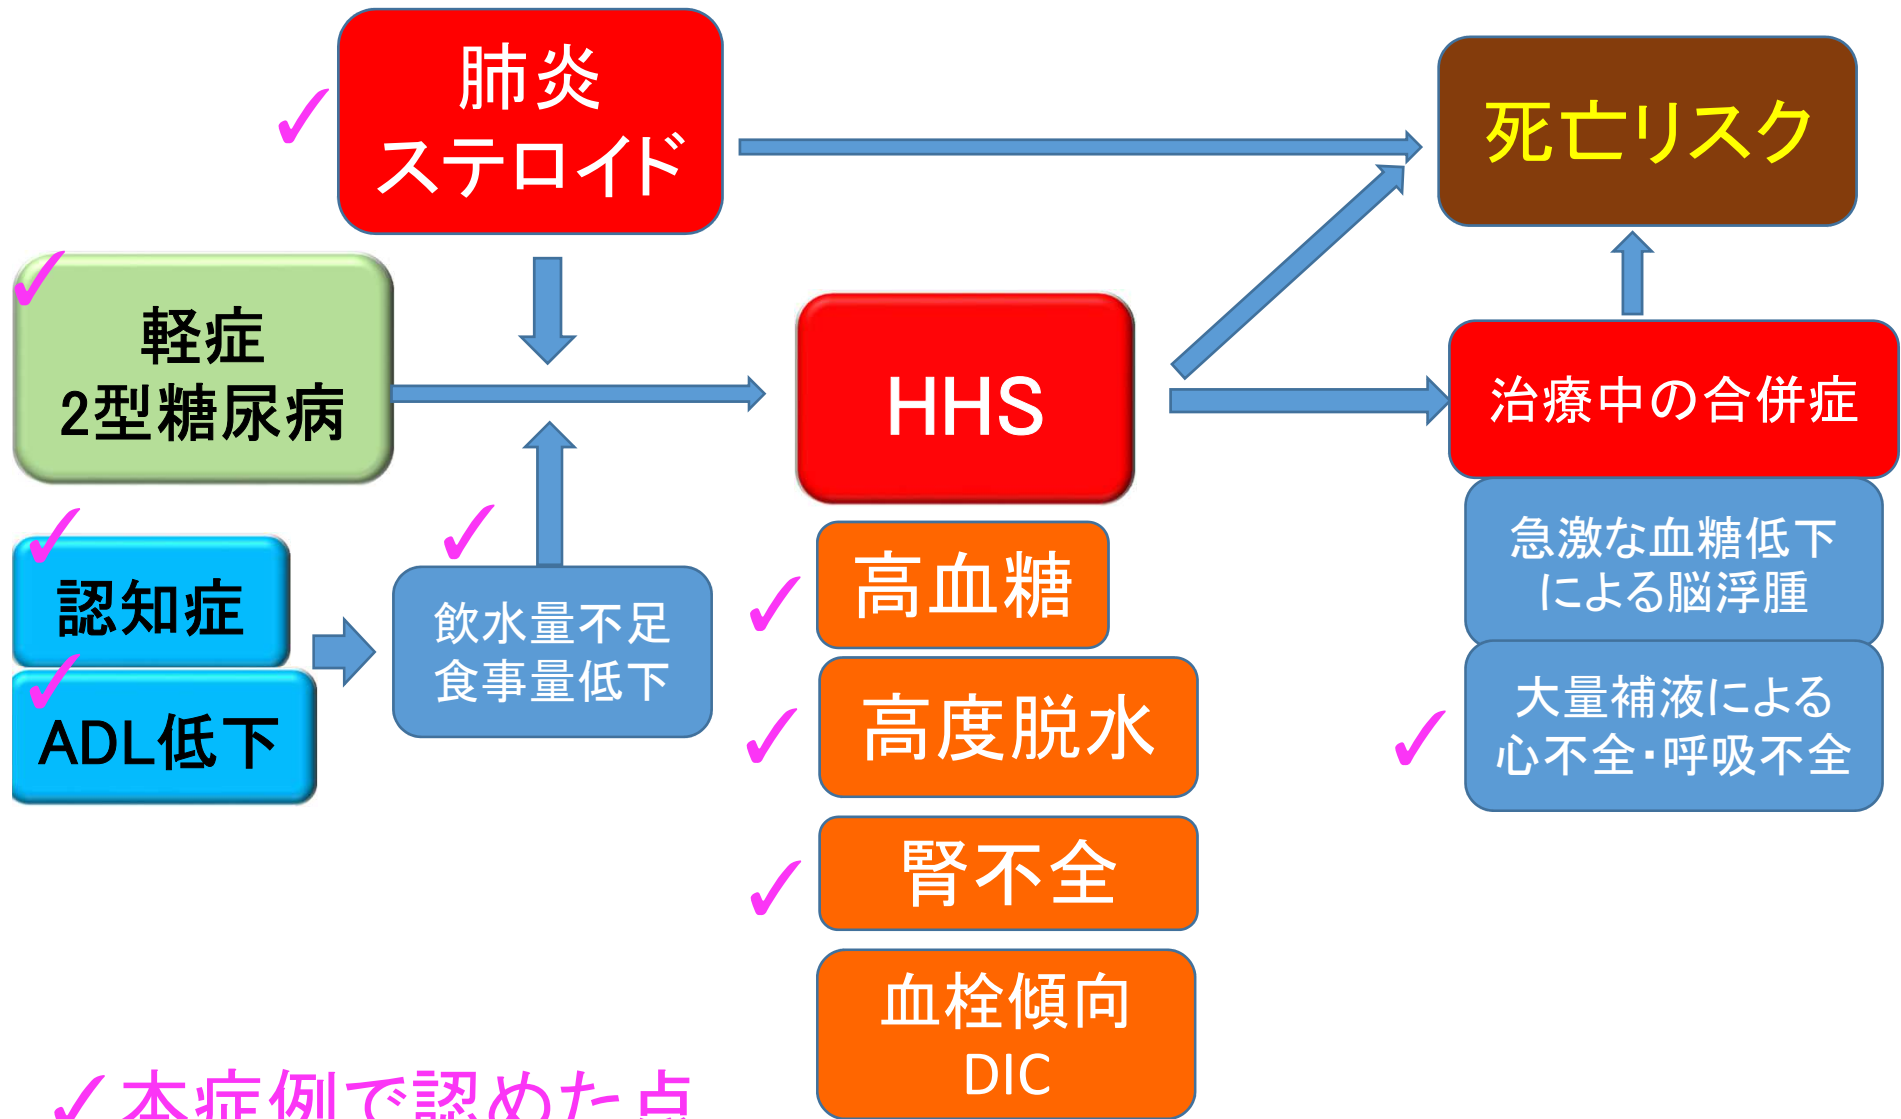 肺炎
ステロイド
死亡リスク
軽症
2型糖尿病
HHS
治療中の合併症
認知症
ADL低下
飲水量不足
食事量低下
高血糖
高度脱水
腎不全
血栓傾向
DIC
急激な血糖低下
による脳浮腫
大量補液による
心不全・呼吸不全
✓本症例で認めた点